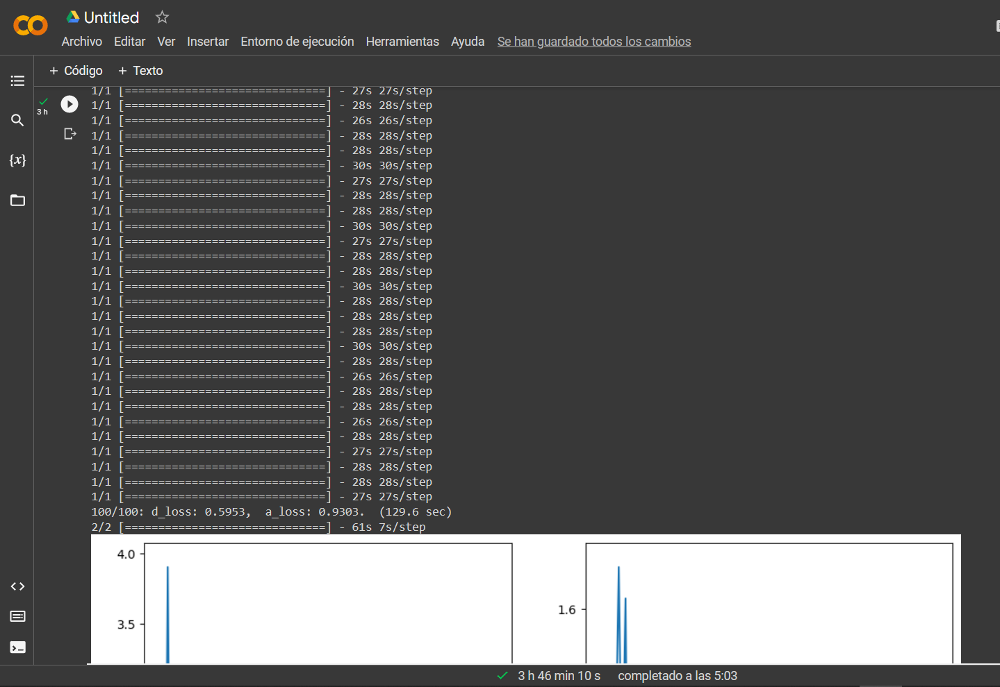 Untitled
Archivo Editar Ver Insertar Entorno de ejecución Herramientas Ayuda Se han guardado todos los cambios
+ Código + Texto
3 h
1/1 [==============================] - 27s 27s/step
1/1 [==============================] - 28s 28s/step
1/1 [==============================] - 26s 26s/step
1/1 [==============================] - 28s 28s/step
1/1 [==============================] - 28s 28s/step
1/1 [==============================] - 30s 30s/step
1/1 [==============================] - 27s 27s/step
1/1 [==============================] - 28s 28s/step
1/1 [==============================] - 28s 28s/step
1/1 [==============================] - 30s 30s/step
1/1 [==============================] - 27s 27s/step
1/1 [==============================] - 28s 28s/step
1/1 [==============================] - 28s 28s/step
1/1 [==============================] - 30s 30s/step
1/1 [==============================] - 28s 28s/step
1/1 [==============================] - 28s 28s/step
1/1 [==============================] - 28s 28s/step
1/1 [==============================] - 30s 30s/step
1/1 [==============================] - 28s 28s/step
1/1 [==============================] - 26s 26s/step
1/1 [==============================] - 28s 28s/step
1/1 [==============================] - 28s 28s/step
1/1 [==============================] - 26s 26s/step
1/1 [==============================] - 28s 28s/step
1/1 [==============================] - 27s 27s/step
1/1 [==============================] - 28s 28s/step
1/1 [==============================] - 28s 28s/step
1/1 [==============================] - 27s 27s/step
100/100: d_loss: 0.5953,  a_loss: 0.9303.  (129.6 sec)
2/2 [==============================] - 61s 7s/step
4.0
1.6
3.5
{x}
3 h 46 min 10 s completado a las 5:03